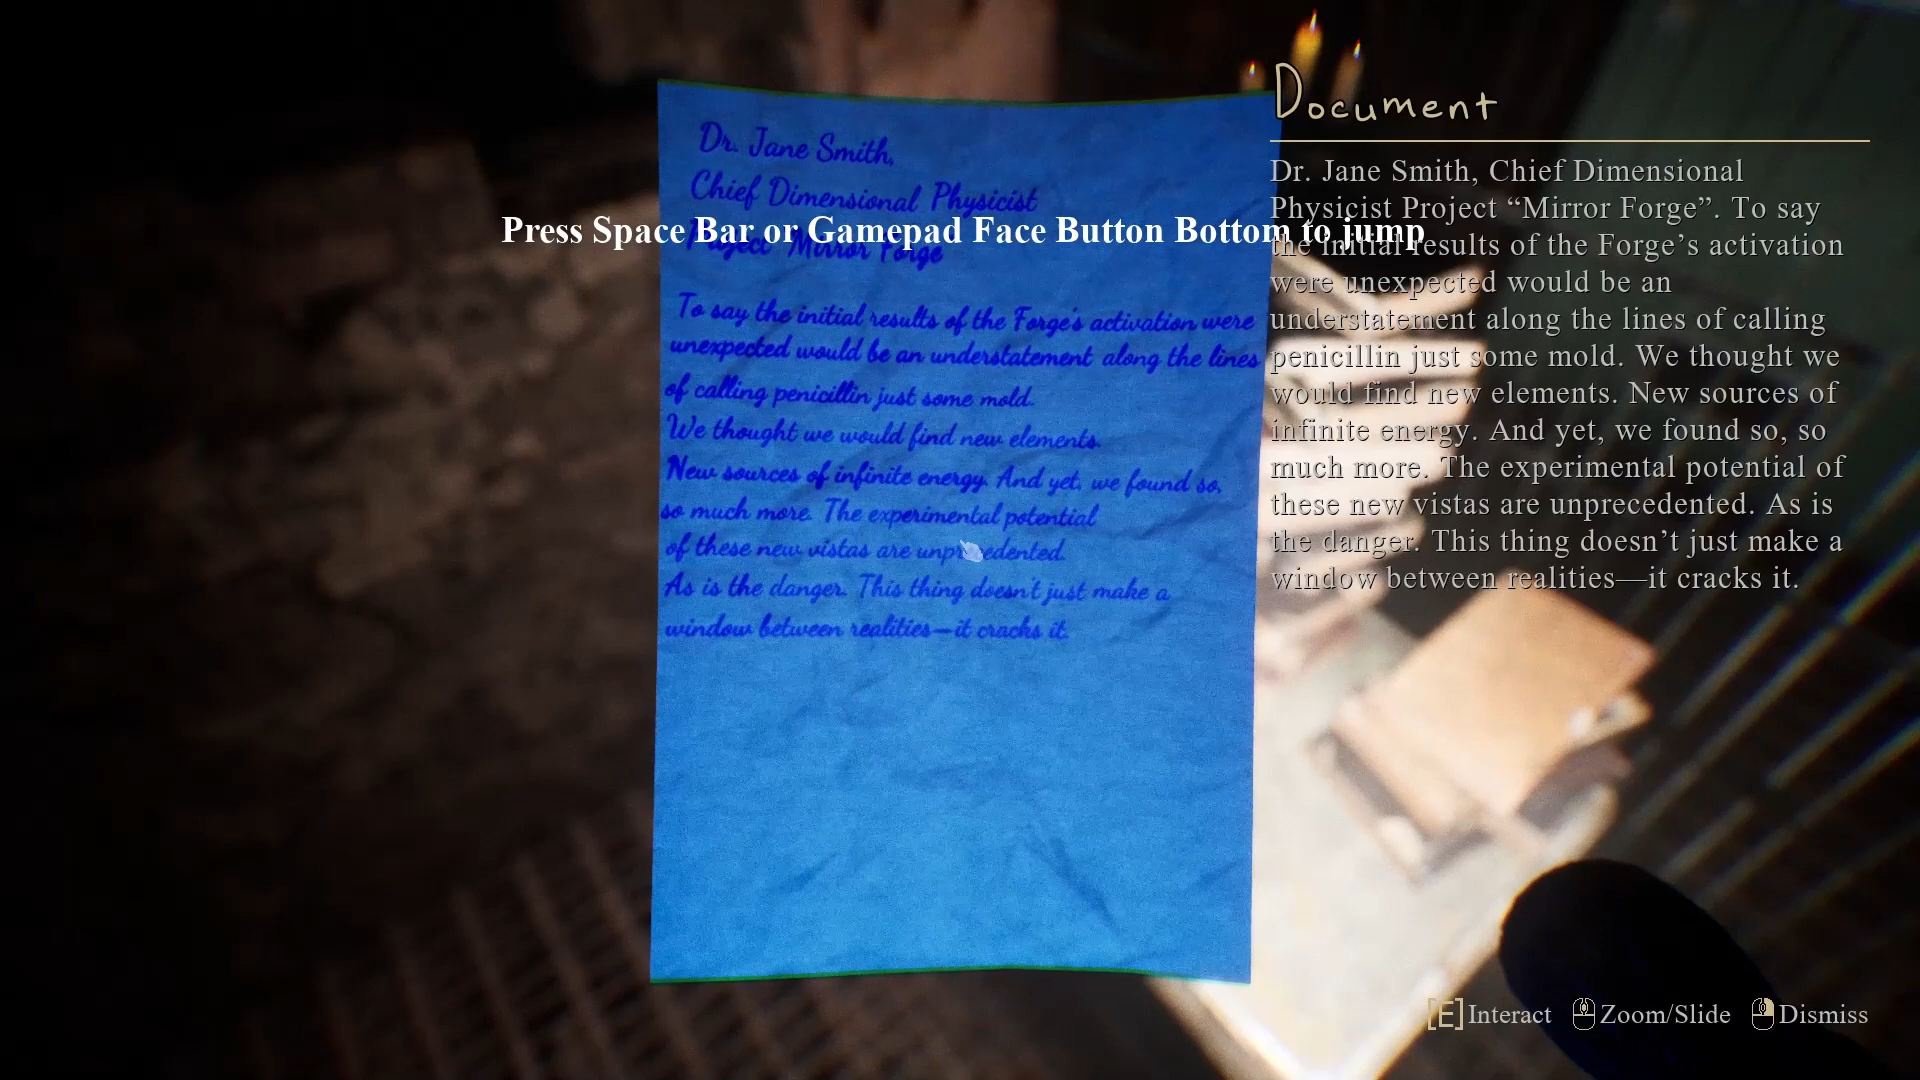 Dr. Jane Smith,
Chief Dimensional Physicist
Project "Mirror Forge"
To say the initial results of the Forge's activation were
unexpected would be an understatement along the lines
of calling penicillin just some mold.
We thought we would find new elements.
New sources of infinite energy. And yet, we found so,
so much more. The experimental potential
of these new vistas are unprecedented.
As is the danger. This thing doesn't just make a
window between realities—it cracks it.
Press Space Bar or Gamepad Face Button Bottom to jump
Document
Dr. Jane Smith, Chief Dimensional
Physicist Project “Mirror Forge”. To say
the initial results of the Forge’s activation
were unexpected would be an
understatement along the lines of calling
penicillin just some mold. We thought we
would find new elements. New sources of
infinite energy. And yet, we found so, so
much more. The experimental potential of
these new vistas are unprecedented. As is
the danger. This thing doesn’t just make a
window between realities—it cracks it.
[E] Interact Zoom/Slide Dismiss